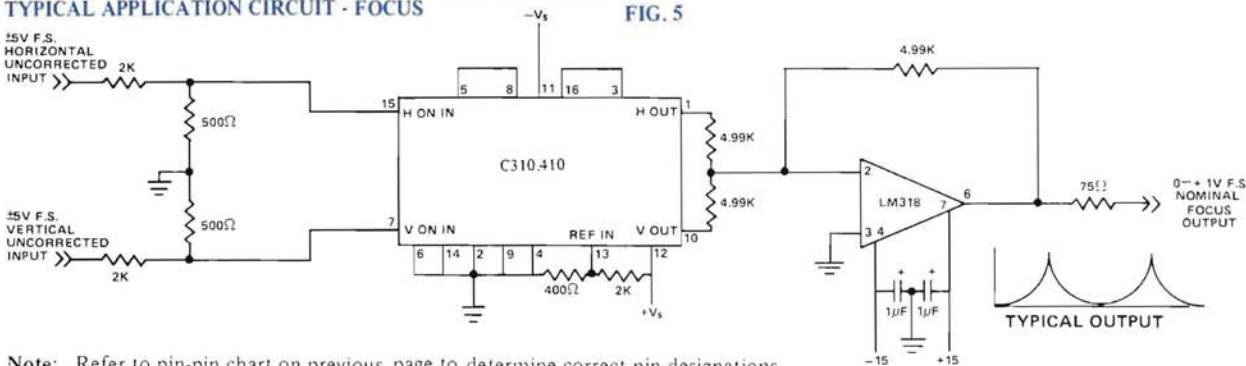 TYPICAL APPLICATION CIRCUIT - FOCUS
FIG. 5
±5V F.S.
HORIZONTAL
UNCORRECTED
INPUT
2K
500Ω
500Ω
±5V F.S.
VERTICAL
UNCORRECTED
INPUT
2K
-Vs
5
8
11
16
3
15
H ON IN
H OUT
1
C310.410
7
V ON IN
REF IN
V OUT
10
6
14
2
9
4
13
12
400Ω
2K
+Vs
4.99K
4.99K
4.99K
2
LM318
6
7
3
4
1µF
1µF
-15
+15
75Ω
0-+ 1V F.S.
NOMINAL
FOCUS
OUTPUT
TYPICAL OUTPUT
Note: Refer to pin-pin chart on previous page to determine correct pin designations